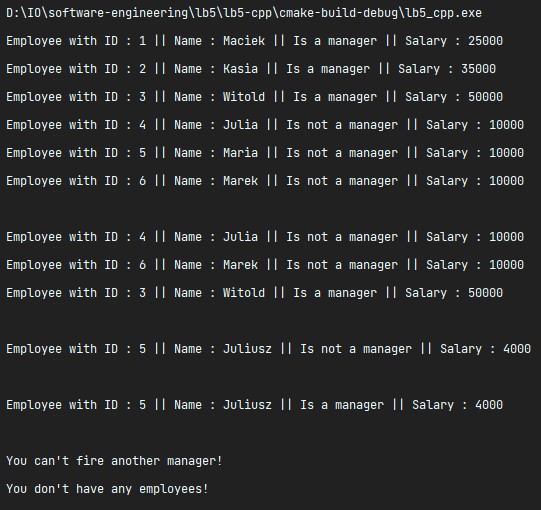 D:\IO\software-engineering\lb5\lb5-cpp\cmake-build-debug\lb5_cpp.exe
Employee with ID : 1 || Name : Maciek || Is a manager || Salary : 25000
Employee with ID : 2 || Name : Kasia || Is a manager || Salary : 35000
Employee with ID : 3 || Name : Witold || Is a manager || Salary : 50000
Employee with ID : 4 || Name : Julia || Is not a manager || Salary : 10000
Employee with ID : 5 || Name : Maria || Is not a manager || Salary : 10000
Employee with ID : 6 || Name : Marek || Is not a manager || Salary : 10000
Employee with ID : 4 || Name : Julia || Is not a manager || Salary : 10000
Employee with ID : 6 || Name : Marek || Is not a manager || Salary : 10000
Employee with ID : 3 || Name : Witold || Is a manager || Salary : 50000
Employee with ID : 5 || Name : Juliusz || Is not a manager || Salary : 4000
Employee with ID : 5 || Name : Juliusz || Is a manager || Salary : 4000
You can't fire another manager!
You don't have any employees!